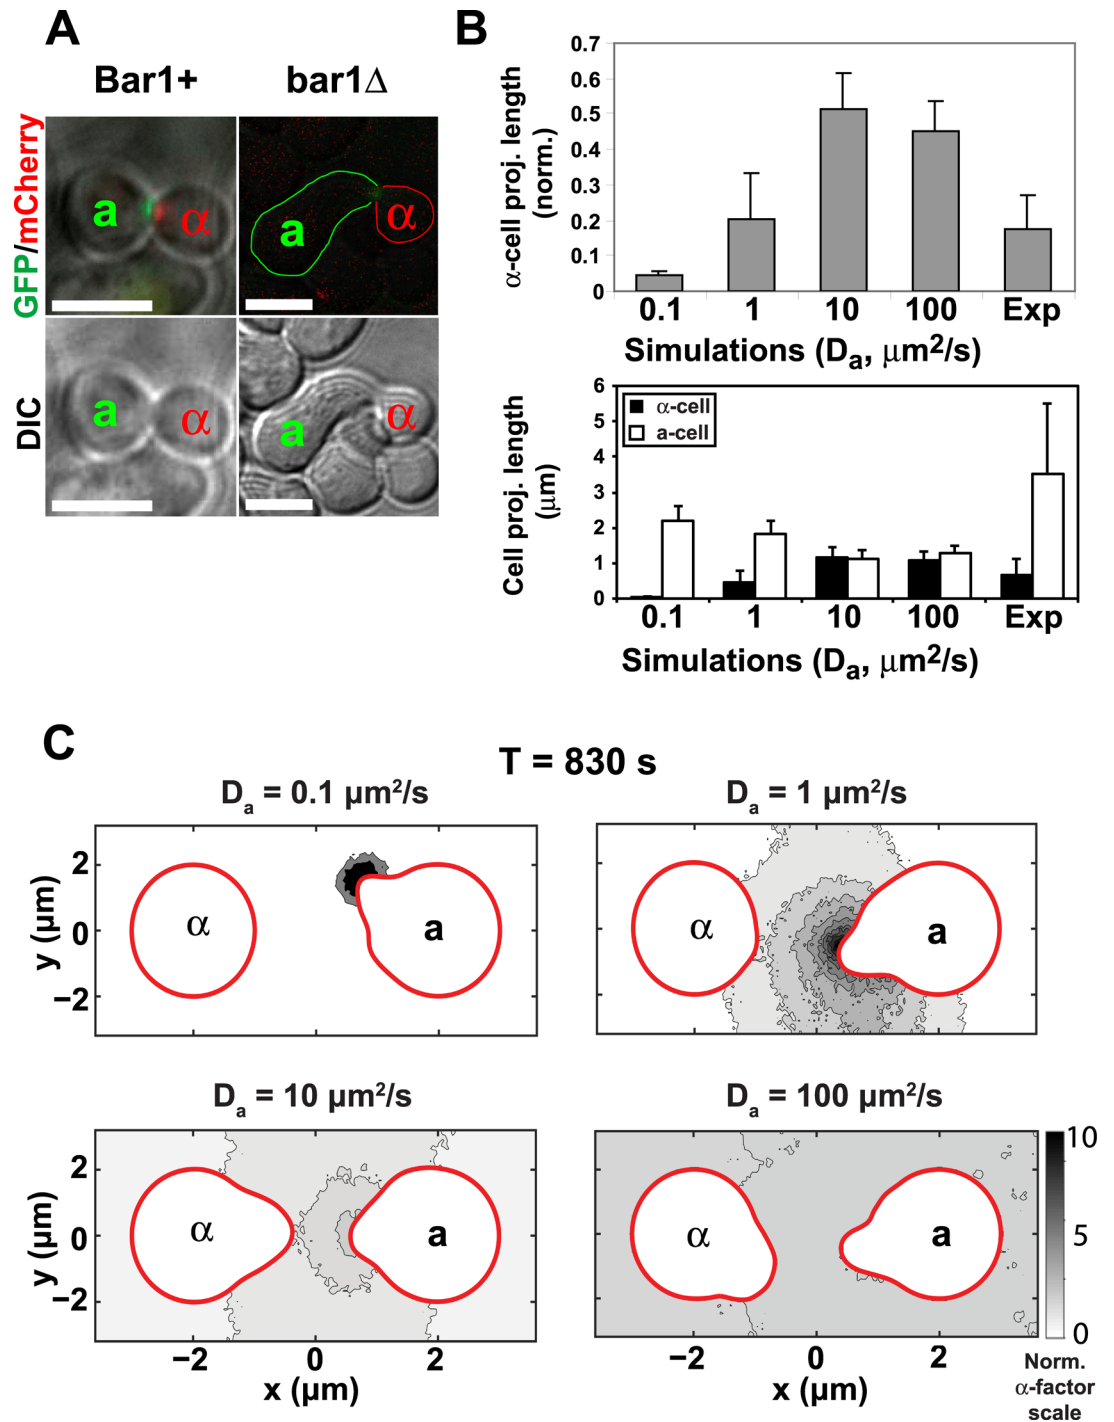 A
Bar1+
bar1Δ
GFP/mCherry
a
α
a
α
DIC
a
α
a
α
B
α-cell proj. length
(norm.)
0.7
0.6
0.5
0.4
0.3
0.2
0.1
0
0.1 1 10 100 Exp
Simulations (Da, μm2/s)
Cell proj. length
(μm)
6
5
4
3
2
1
0
α-cell
a-cell
0.1 1 10 100 Exp
Simulations (Da, μm2/s)
C
T = 830 s
Da = 0.1 μm2/s
Da = 1 μm2/s
y (μm)
2
0
−2
α
a
α
a
Da = 10 μm2/s
Da = 100 μm2/s
y (μm)
2
0
−2
α
a
α
a
−2 0 2
x (μm)
−2 0 2
x (μm)
10
5
0
Norm.
α-factor
scale